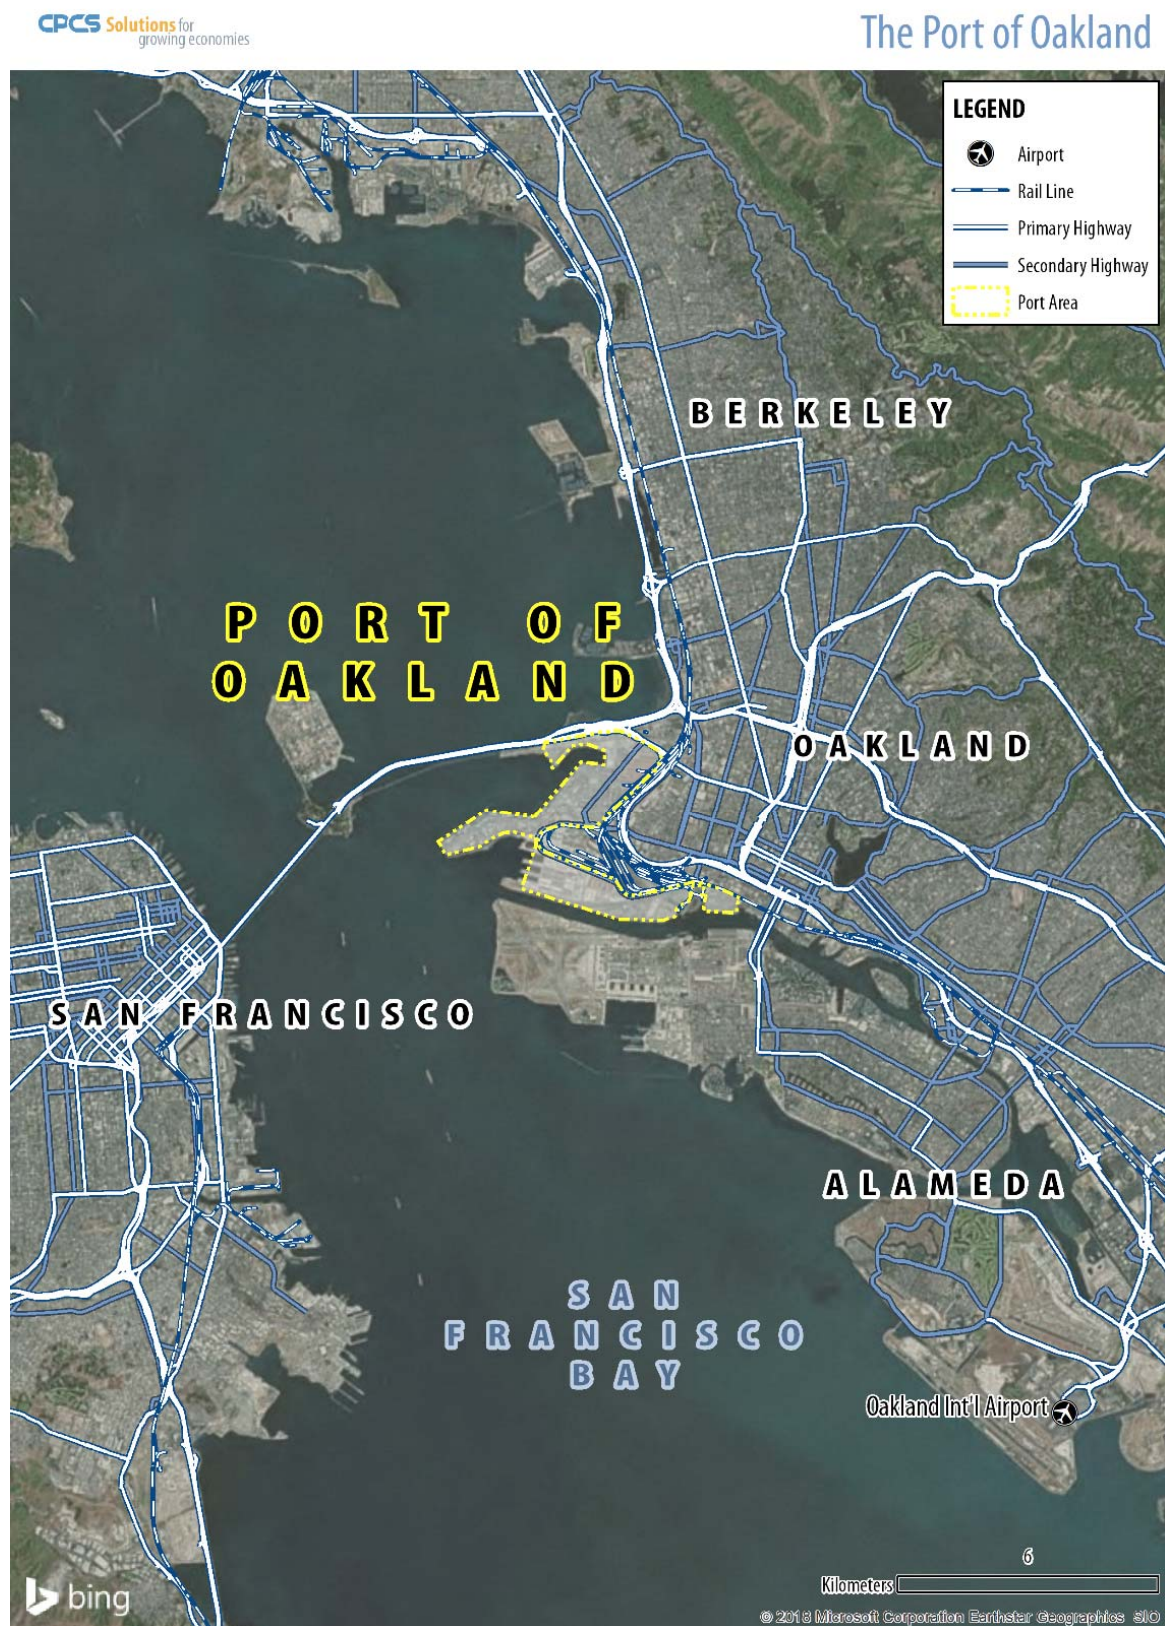 CPCS Solutions for
growing economies
The Port of Oakland
LEGEND
Airport
Rail Line
Primary Highway
Secondary Highway
Port Area
BERKELEY
PORT OF
OAKLAND
OAKLAND
SAN FRANCISCO
ALAMEDA
SAN
FRANCISCO
BAY
Oakland Int'l Airport
6
Kilometers
bing
© 2018 Microsoft Corporation Earthstar Geographics SIO